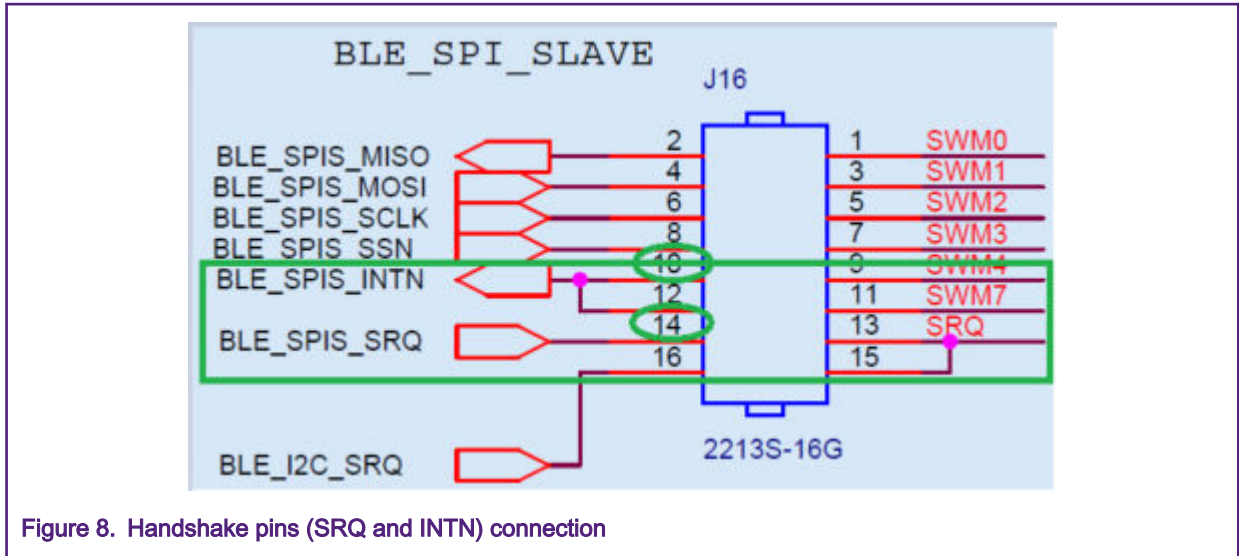 BLE_SPI_SLAVE
J16
BLE_SPIS_MISO 2 1 SWM0
BLE_SPIS_MOSI 4 3 SWM1
BLE_SPIS_SCLK 6 5 SWM2
BLE_SPIS_SSN 8 7 SWM3
BLE_SPIS_INTN 10 9 SWM4
12 11 SWM7
BLE_SPIS_SRQ 14 13 SRQ
16 15
BLE_I2C_SRQ
2213S-16G
Figure 8. Handshake pins (SRQ and INTN) connection